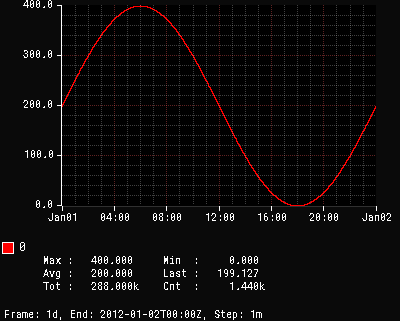 400.0
300.0
200.0
100.0
0.0
Jan01 04:00 08:00 12:00 16:00 20:00 Jan02
0
Max : 400.000 Min : 0.000
Avg : 200.000 Last : 199.127
Tot : 288.000k Cnt : 1.440k
Frame: 1d, End: 2012-01-02T00:00Z, Step: 1m